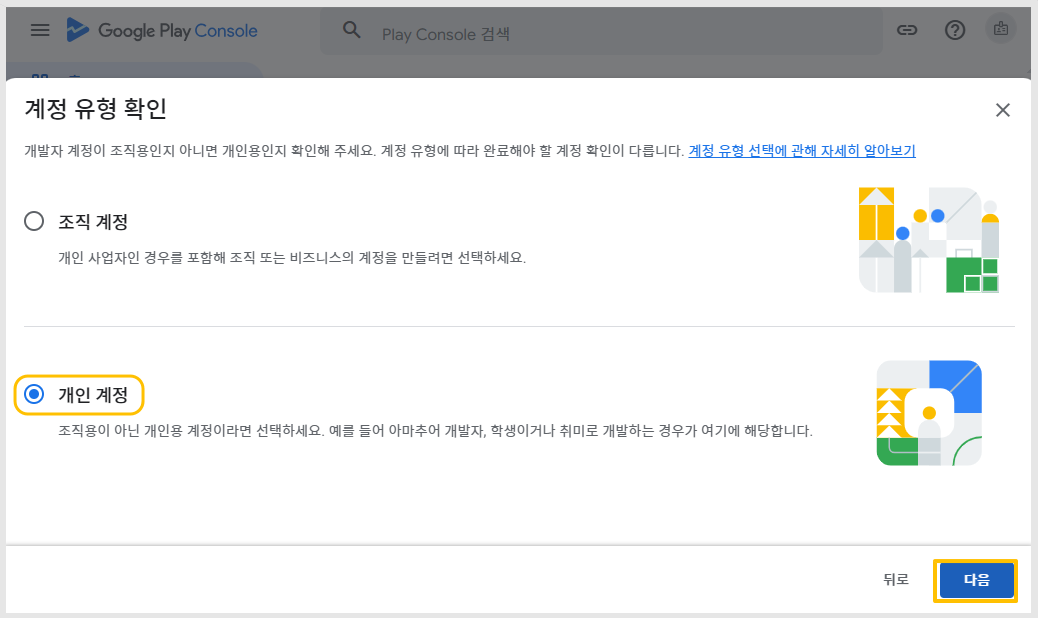 Google Play Console
Play Console 검색
계정 유형 확인
개발자 계정이 조직용인지 아니면 개인용인지 확인해 주세요. 계정 유형에 따라 완료해야 할 계정 확인이 다릅니다. 계정 유형 선택에 관해 자세히 알아보기
조직 계정
개인 사업자인 경우를 포함해 조직 또는 비즈니스의 계정을 만들려면 선택하세요.
개인 계정
조직용이 아닌 개인용 계정이라면 선택하세요. 예를 들어 아마추어 개발자, 학생이거나 취미로 개발하는 경우가 여기에 해당합니다.
뒤로
다음